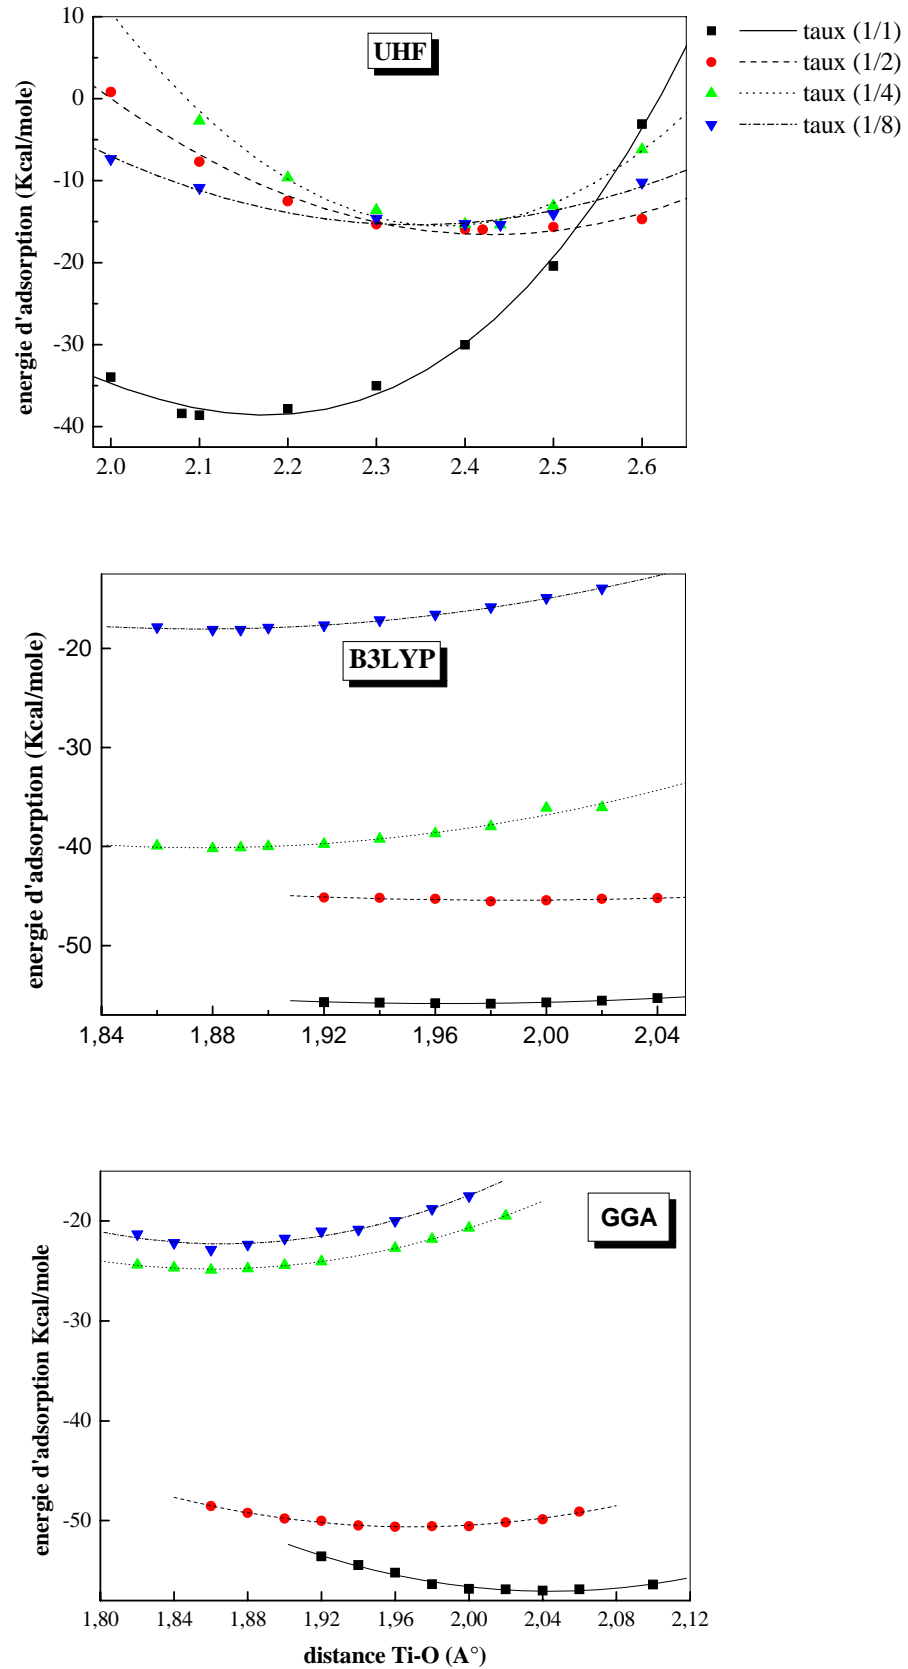 UHF
taux (1/1)
taux (1/2)
taux (1/4)
taux (1/8)
energie d'adsorption (Kcal/mole)
10
0
-10
-20
-30
-40
2.0 2.1 2.2 2.3 2.4 2.5 2.6
B3LYP
energie d'adsorption (Kcal/mole)
-20
-30
-40
-50
1,84 1,88 1,92 1,96 2,00 2,04
GGA
energie d'adsorption Kcal/mole
-20
-30
-40
-50
1,80 1,84 1,88 1,92 1,96 2,00 2,04 2,08 2,12
distance Ti-O (A°)